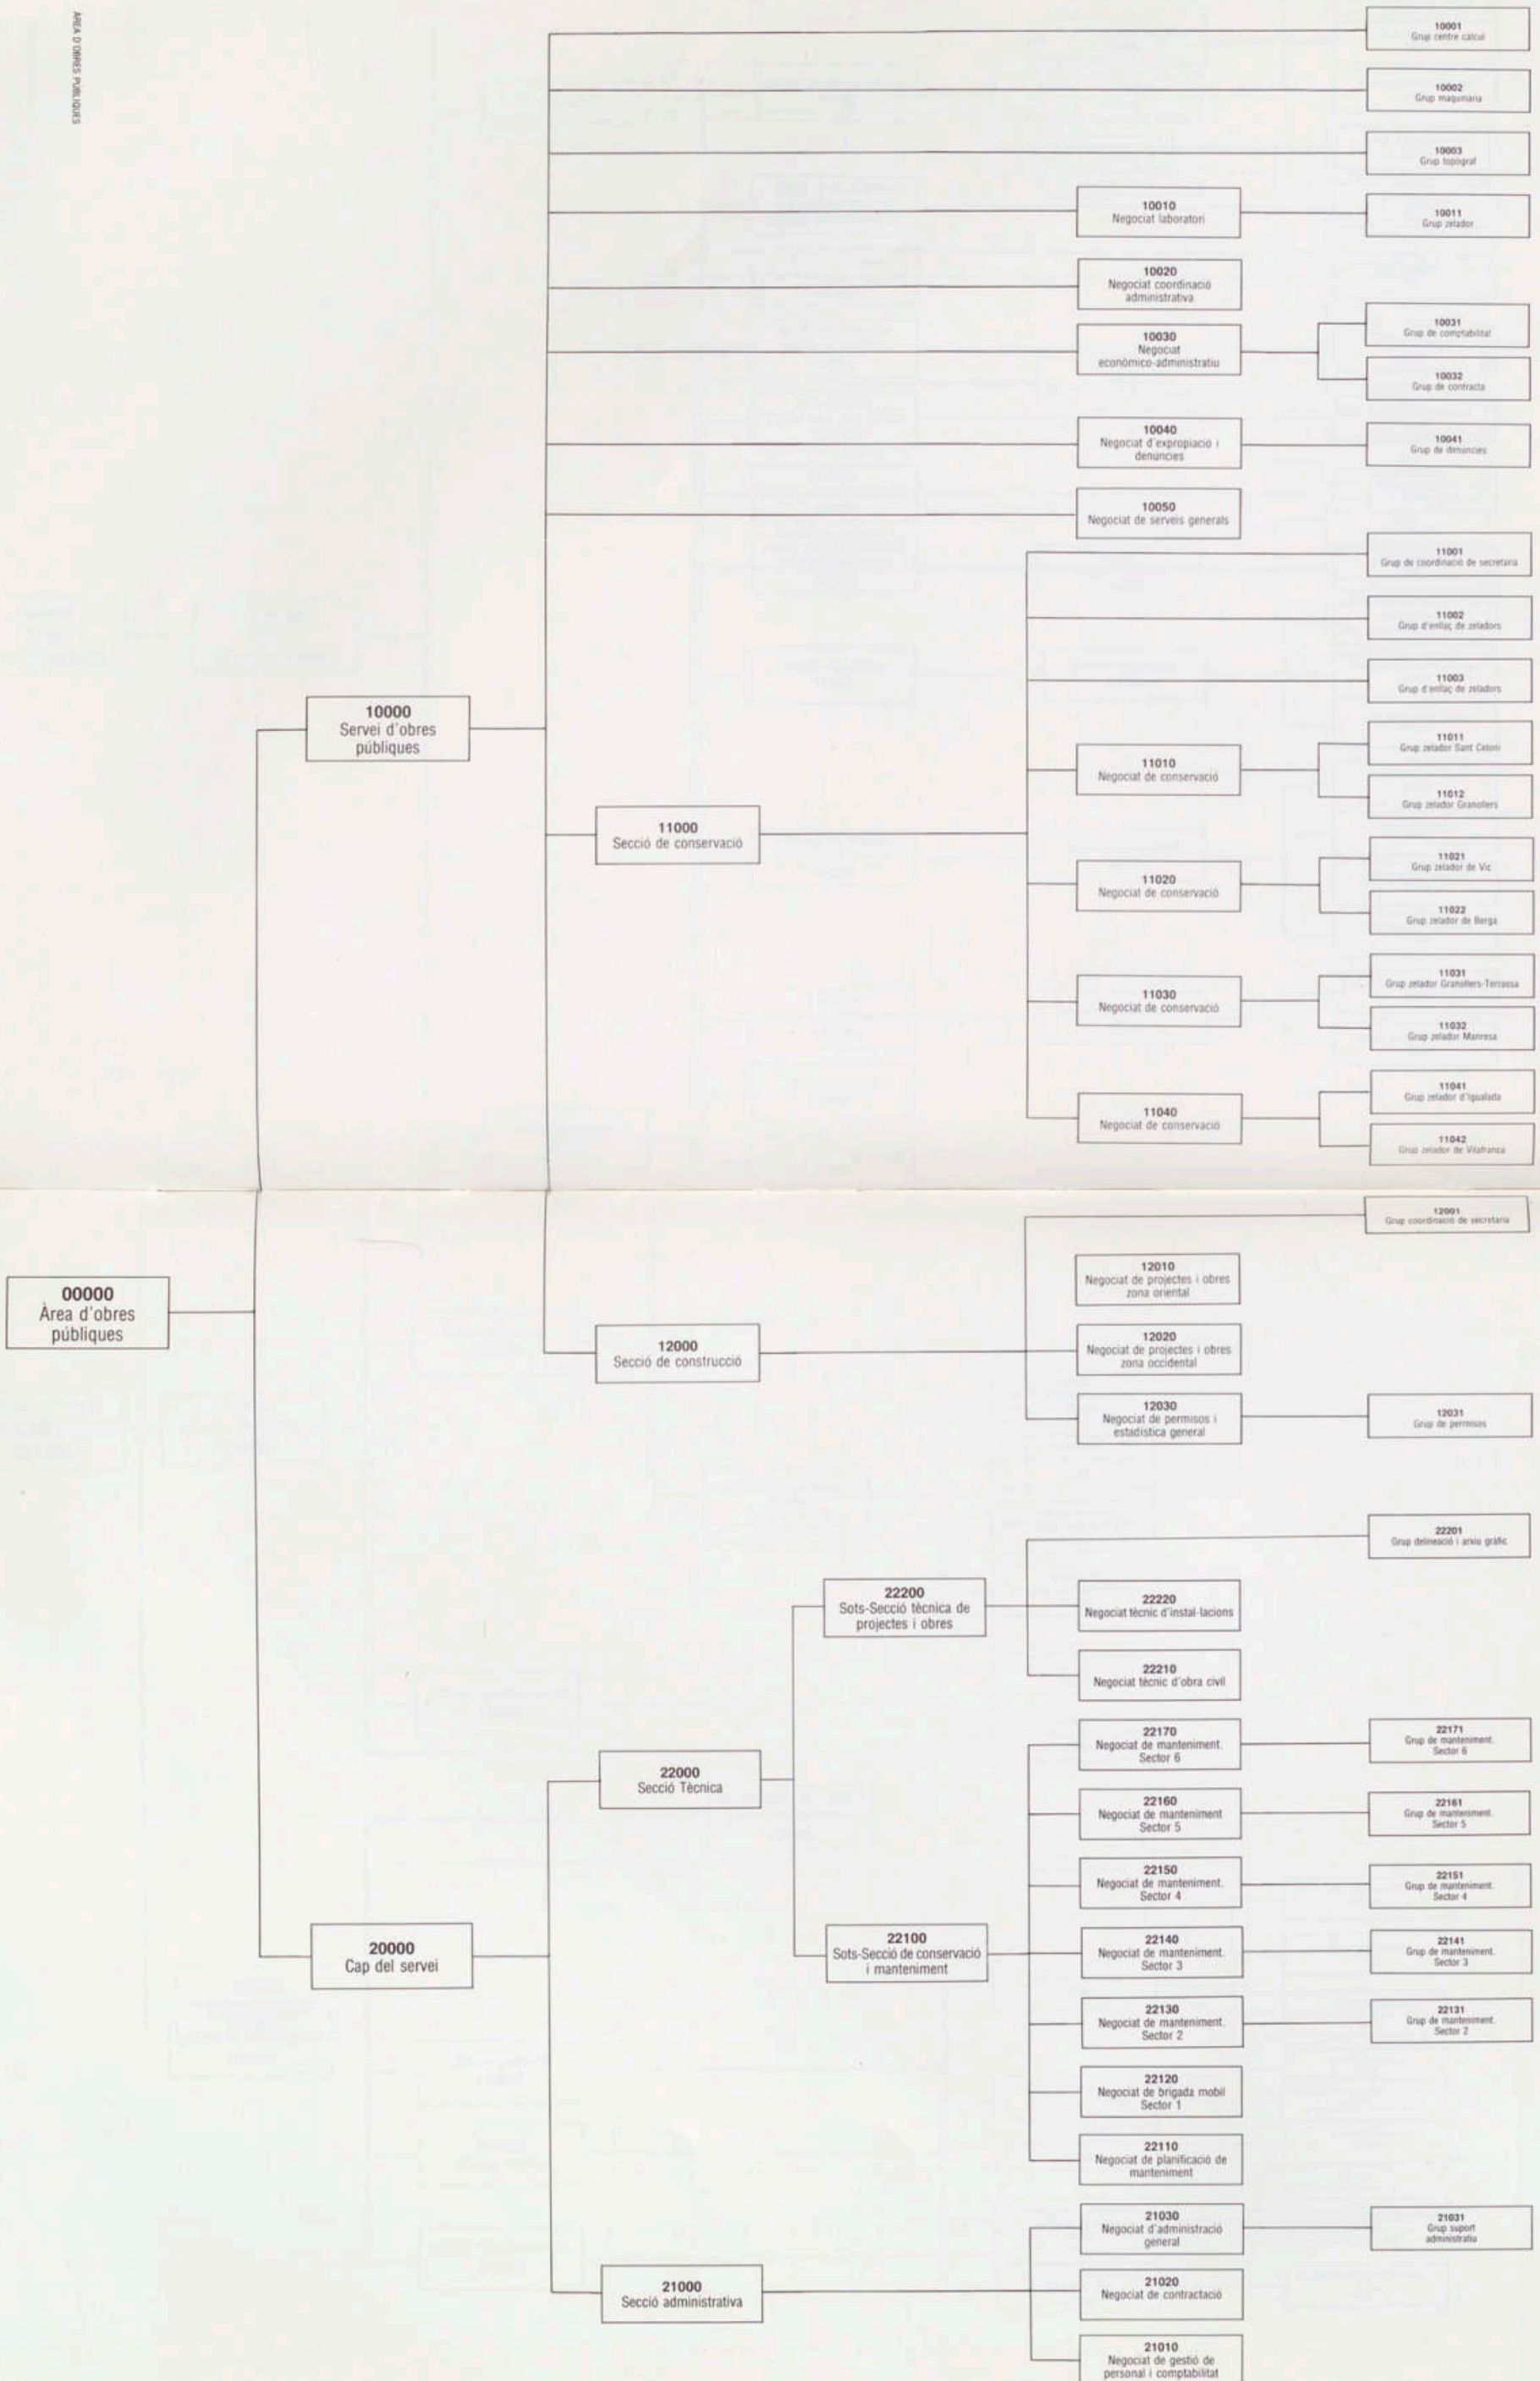 AREA D'OBRES PUBLIQUES
10001
Grup centre càlcul
10002
Grup maquinària
10003
Grup topògraf
10010
Negociat laboratori
10011
Grup zelador
10020
Negociat coordinació
administrativa
10030
Negociat
econòmico-administratiu
10031
Grup de comptabilitat
10032
Grup de contracta
10040
Negociat d'expropiació i
denúncies
10041
Grup de denúncies
10050
Negociat de serveis generals
11001
Grup de coordinació de secretaria
11002
Grup d'enllaç de zeladors
11003
Grup d'enllaç de zeladors
10000
Servei d'obres
públiques
11000
Secció de conservació
11010
Negociat de conservació
11011
Grup zelador Sant Celoni
11012
Grup zelador Granollers
11020
Negociat de conservació
11021
Grup zelador de Vic
11022
Grup zelador de Berga
11030
Negociat de conservació
11031
Grup zelador Granollers-Terrassa
11032
Grup zelador Manresa
11040
Negociat de conservació
11041
Grup zelador d'Igualada
11042
Grup zelador de Vilafranca
12001
Grup coordinació de secretaria
00000
Àrea d'obres
públiques
12000
Secció de construcció
12010
Negociat de projectes i obres
zona oriental
12020
Negociat de projectes i obres
zona occidental
12030
Negociat de permisos i
estadística general
12031
Grup de permisos
22201
Grup delineació i arxiu gràfic
22200
Sots-Secció tècnica de
projectes i obres
22220
Negociat tècnic d'instal-lacions
22210
Negociat tècnic d'obra civil
22000
Secció Tècnica
22170
Negociat de manteniment.
Sector 6
22171
Grup de manteniment.
Sector 6
22160
Negociat de manteniment
Sector 5
22161
Grup de manteniment.
Sector 5
22150
Negociat de manteniment.
Sector 4
22151
Grup de manteniment.
Sector 4
20000
Cap del servei
22100
Sots-Secció de conservació
i manteniment
22140
Negociat de manteniment.
Sector 3
22141
Grup de manteniment.
Sector 3
22130
Negociat de manteniment.
Sector 2
22131
Grup de manteniment.
Sector 2
22120
Negociat de brigada mobil
Sector 1
22110
Negociat de planificació de
manteniment
21000
Secció administrativa
21030
Negociat d'administració
general
21031
Grup suport
administratiu
21020
Negociat de contractació
21010
Negociat de gestió de
personal i comptabilitat